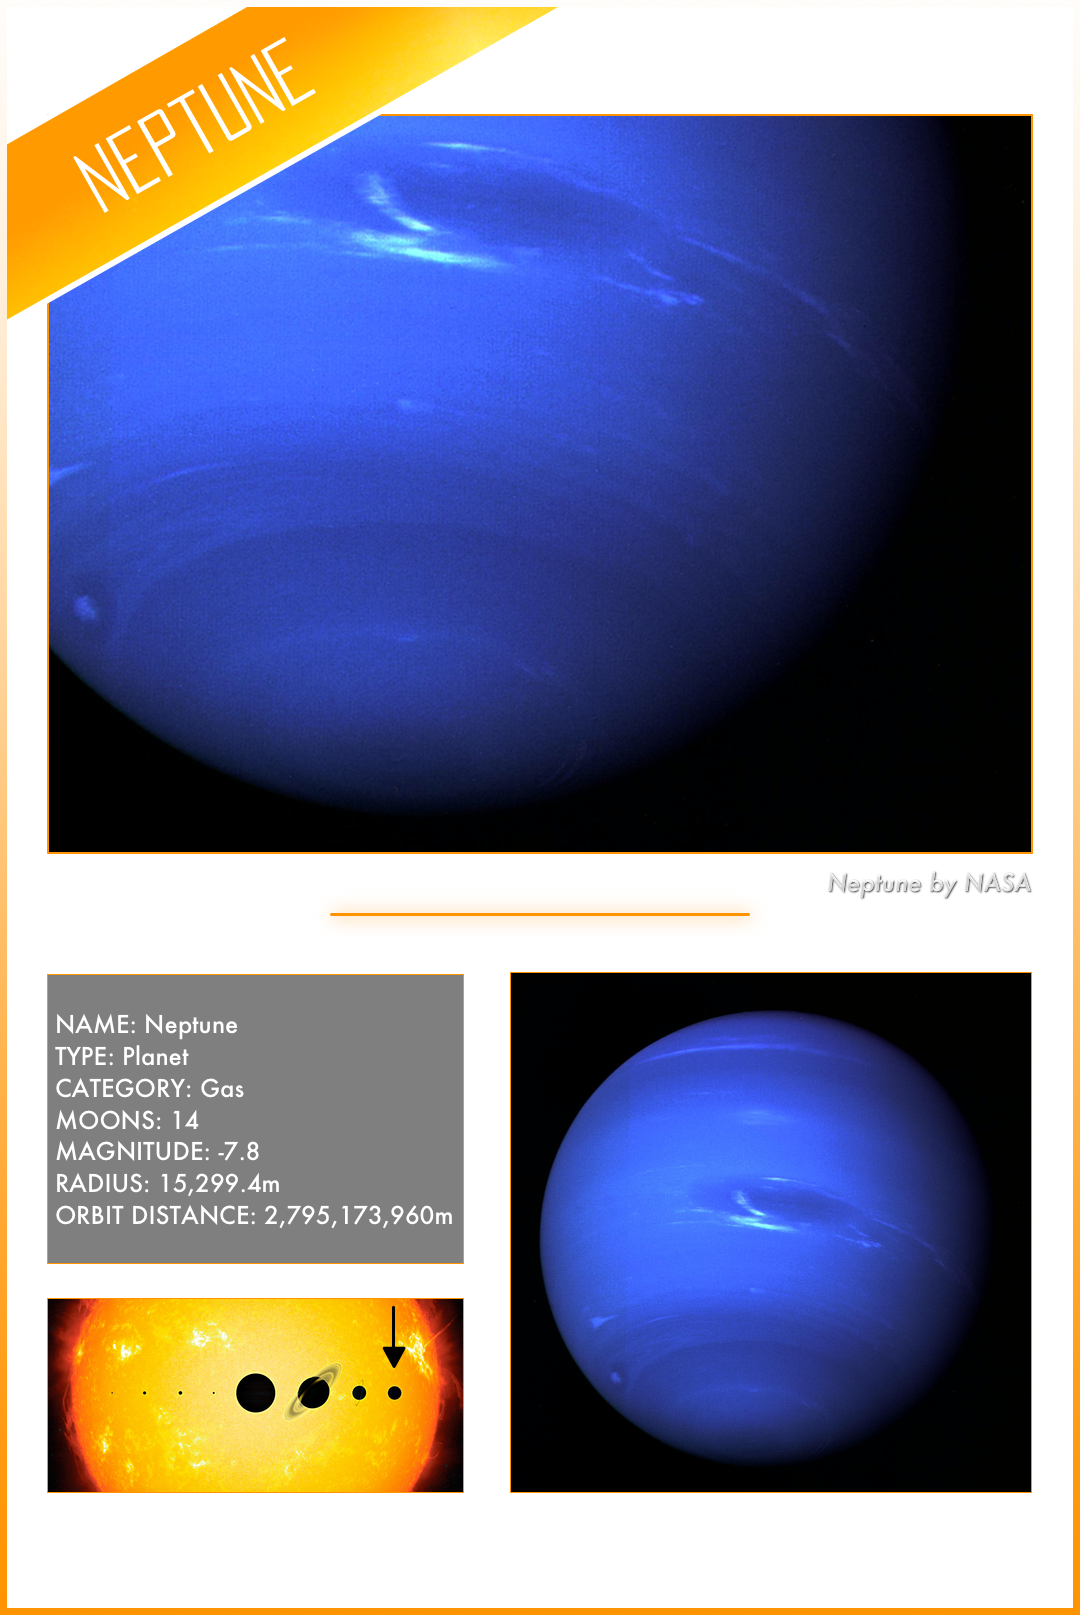 NEPTUNE
Neptune by NASA
NAME: Neptune
TYPE: Planet
CATEGORY: Gas
MOONS: 14
MAGNITUDE: -7.8
RADIUS: 15,299.4m
ORBIT DISTANCE: 2,795,173,960m